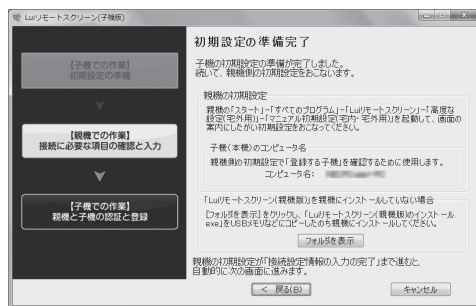 Luiリモートスクリーン(子機版)
【子機での作業】
初期設定の準備
【親機での作業】
接続に必要な項目の確認と入力
【子機での作業】
親機と子機の認証と登録
初期設定の準備完了
子機の初期設定の準備が完了しました。
続いて、親機側の初期設定をおこないます。
親機の初期設定
親機の「スタート」-「すべてのプログラム」-「Luiリモートスクリーン」-「高度な
設定(宅外用)」-「マニュアル初期設定(宅内・宅外用)」を起動して、画面の
案内にしたがい初期設定をおこなってください。
子機(本機)のコンピュータ名
親機側の初期設定で「登録する子機」を確認するために使用します。
コンピュータ名:
「Luiリモートスクリーン(親機版)」を親機にインストールしていない場合
[フォルダを表示]をクリックし、「Luiリモートスクリーン(親機版)のインストール.
exe」をUSBメモリなどにコピーしたのち親機にインストールしてください。
フォルダを表示
親機の初期設定が「接続設定情報の入力の完了」まで進むと、
自動的に次の画面に進みます。
< 戻る(B)
キャンセル